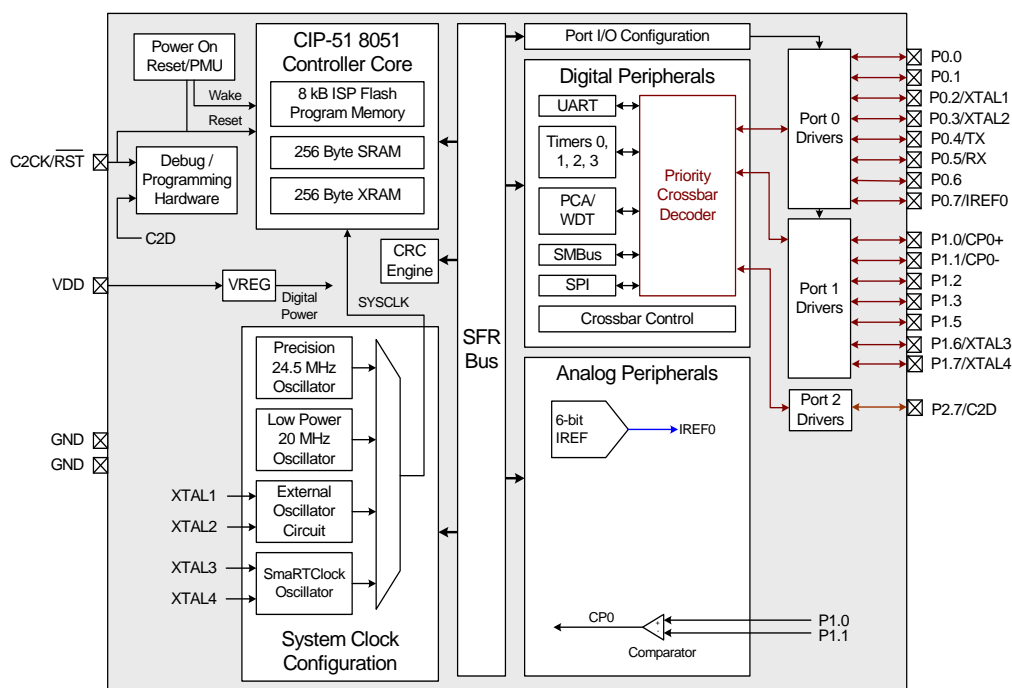 Power On
Reset/PMU
Wake
Reset
C2CK/RST
Debug /
Programming
Hardware
C2D
VDD
VREG
Digital
Power
GND
GND
CIP-51 8051
Controller Core
8 kB ISP Flash
Program Memory
256 Byte SRAM
256 Byte XRAM
CRC
Engine
SYSCLK
Precision
24.5 MHz
Oscillator
Low Power
20 MHz
Oscillator
XTAL1
XTAL2
External
Oscillator
Circuit
XTAL3
XTAL4
SmaRTClock
Oscillator
System Clock
Configuration
SFR
Bus
Port I/O Configuration
Digital Peripherals
UART
Timers 0,
1, 2, 3
PCA/
WDT
SMBus
SPI
Priority
Crossbar
Decoder
Crossbar Control
Analog Peripherals
6-bit
IREF
IREF0
CP0
+
-
Comparator
P1.0
P1.1
Port 0
Drivers
Port 1
Drivers
Port 2
Drivers
P0.0
P0.1
P0.2/XTAL1
P0.3/XTAL2
P0.4/TX
P0.5/RX
P0.6
P0.7/IREF0
P1.0/CP0+
P1.1/CP0-
P1.2
P1.3
P1.5
P1.6/XTAL3
P1.7/XTAL4
P2.7/C2D